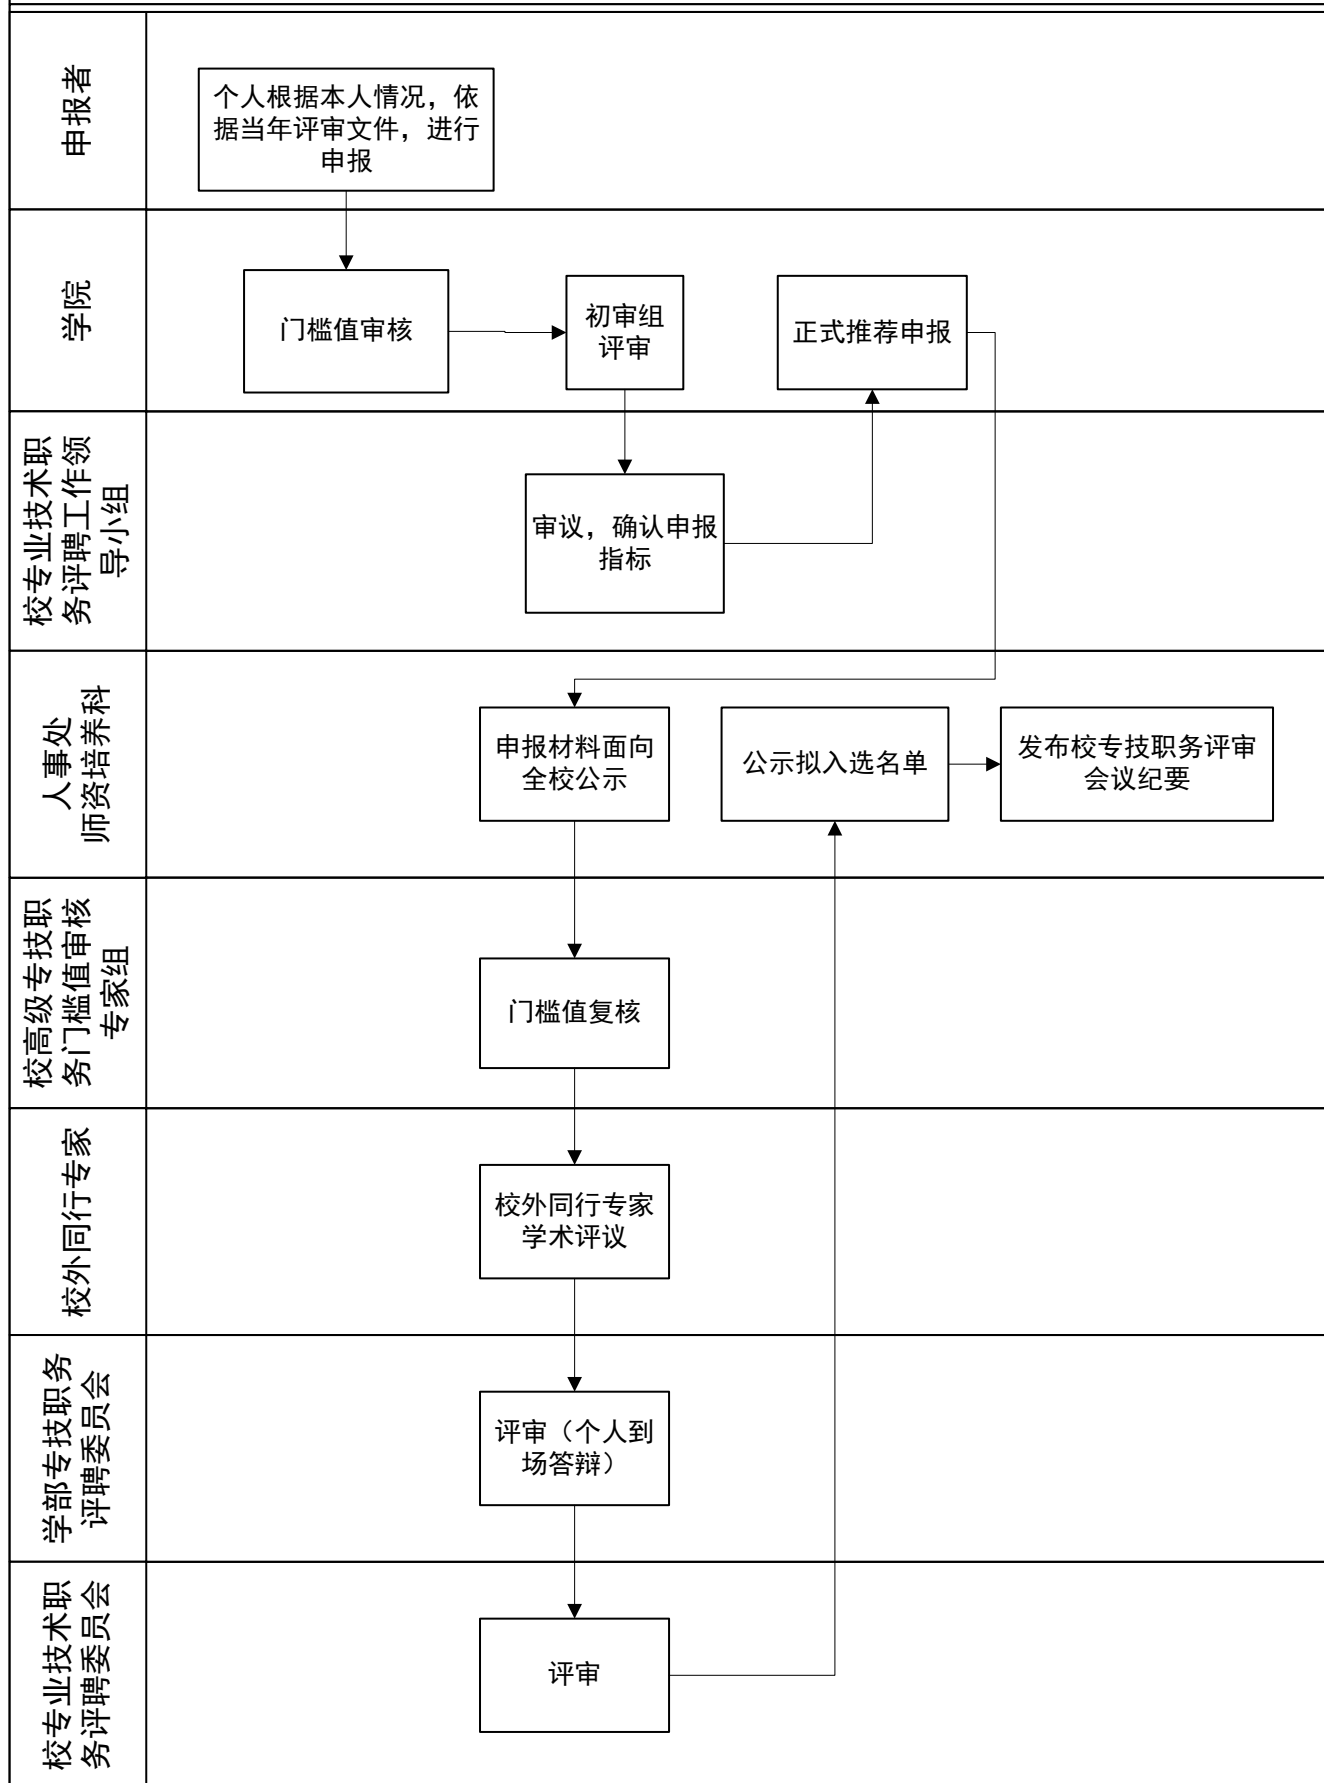 申报者
个人根据本人情况，依
据当年评审文件，进行
申报
学院
门槛值审核
初审组
评审
正式推荐申报
校专业技术职
务评聘工作领
导小组
审议，确认申报
指标
人事处
师资培养科
申报材料面向
全校公示
公示拟入选名单
发布校专技职务评审
会议纪要
校高级专技职
务门槛值审核
专家组
门槛值复核
校外同行专家
校外同行专家
学术评议
学部专技职务
评聘委员会
评审（个人到
场答辩）
校专业技术职
务评聘委员会
评审